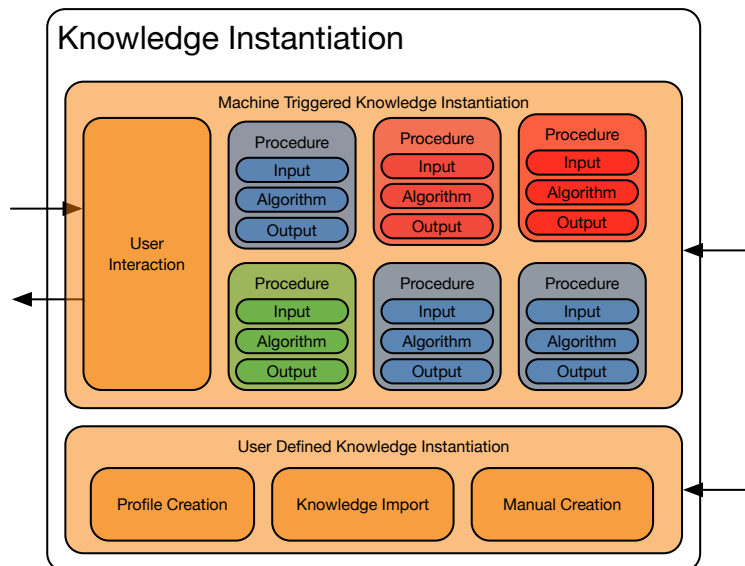 Knowledge Instantiation
Machine Triggered Knowledge Instantiation
User
Interaction
Procedure
Input
Algorithm
Output
Procedure
Input
Algorithm
Output
Procedure
Input
Algorithm
Output
Procedure
Input
Algorithm
Output
Procedure
Input
Algorithm
Output
Procedure
Input
Algorithm
Output
User Defined Knowledge Instantiation
Profile Creation
Knowledge Import
Manual Creation